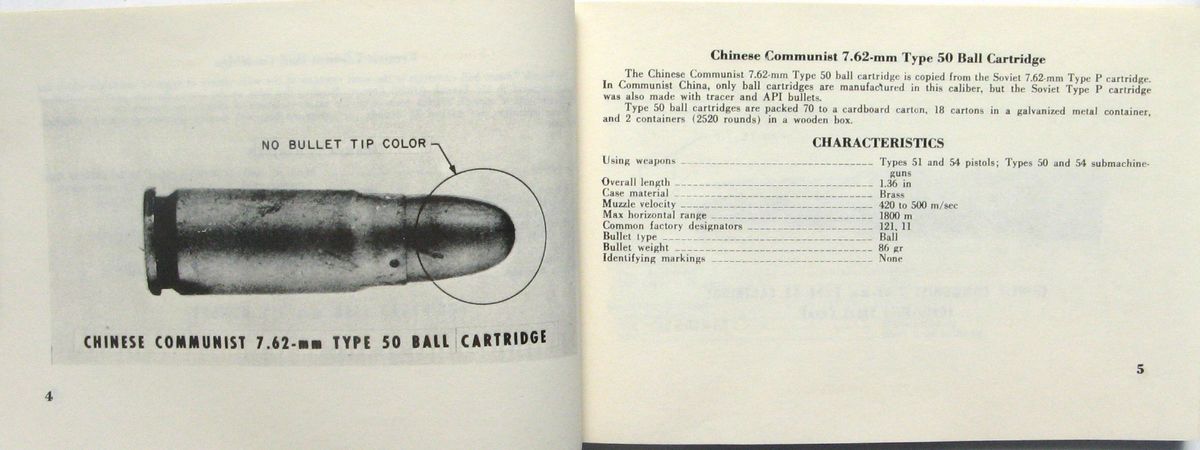 NO BULLET TIP COLOR
CHINESE COMMUNIST 7.62-mm TYPE 50 BALL CARTRIDGE
4
Chinese Communist 7.62-mm Type 50 Ball Cartridge
The Chinese Communist 7.62-mm Type 50 ball cartridge is copied from the Soviet 7.62-mm Type P cartridge.
In Communist China, only ball cartridges are manufactured in this caliber, but the Soviet Type P cartridge
was also made with tracer and API bullets.
Type 50 ball cartridges are packed 70 to a cardboard carton, 18 cartons in a galvanized metal container,
and 2 containers (2520 rounds) in a wooden box.
CHARACTERISTICS
Using weapons Types 51 and 54 pistols; Types 50 and 54 submachine-
guns
Overall length 1.36 in
Case material Brass
Muzzle velocity 420 to 500 m/sec
Max horizontal range 1800 m
Common factory designators 121, 11
Bullet type Ball
Bullet weight 86 gr
Identifying markings None
5